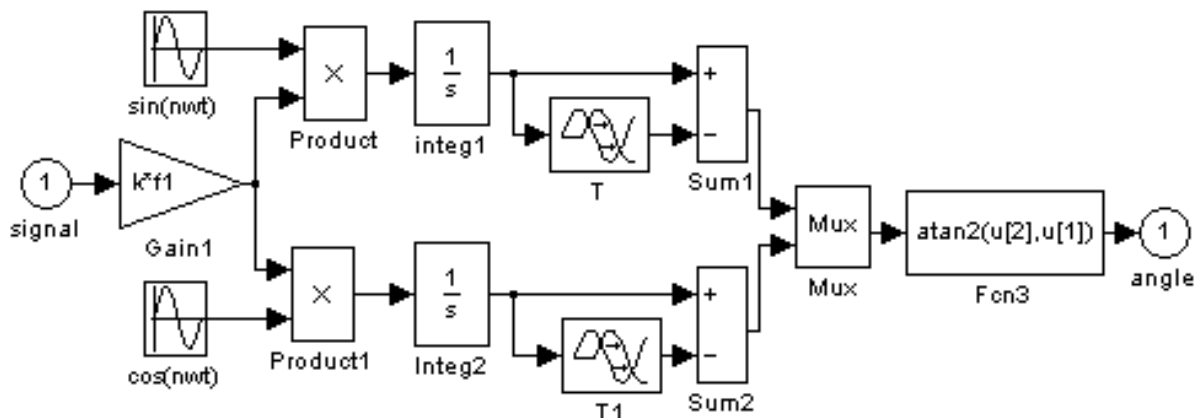 sin(nwt)
×
Product
1
s
integ1
T
+
−
Sum1
1
signal
k*f1
Gain1
cos(nwt)
×
Product1
1
s
Integ2
T1
+
−
Sum2
Mux
Mux
atan2(u[2],u[1])
Fcn3
1
angle